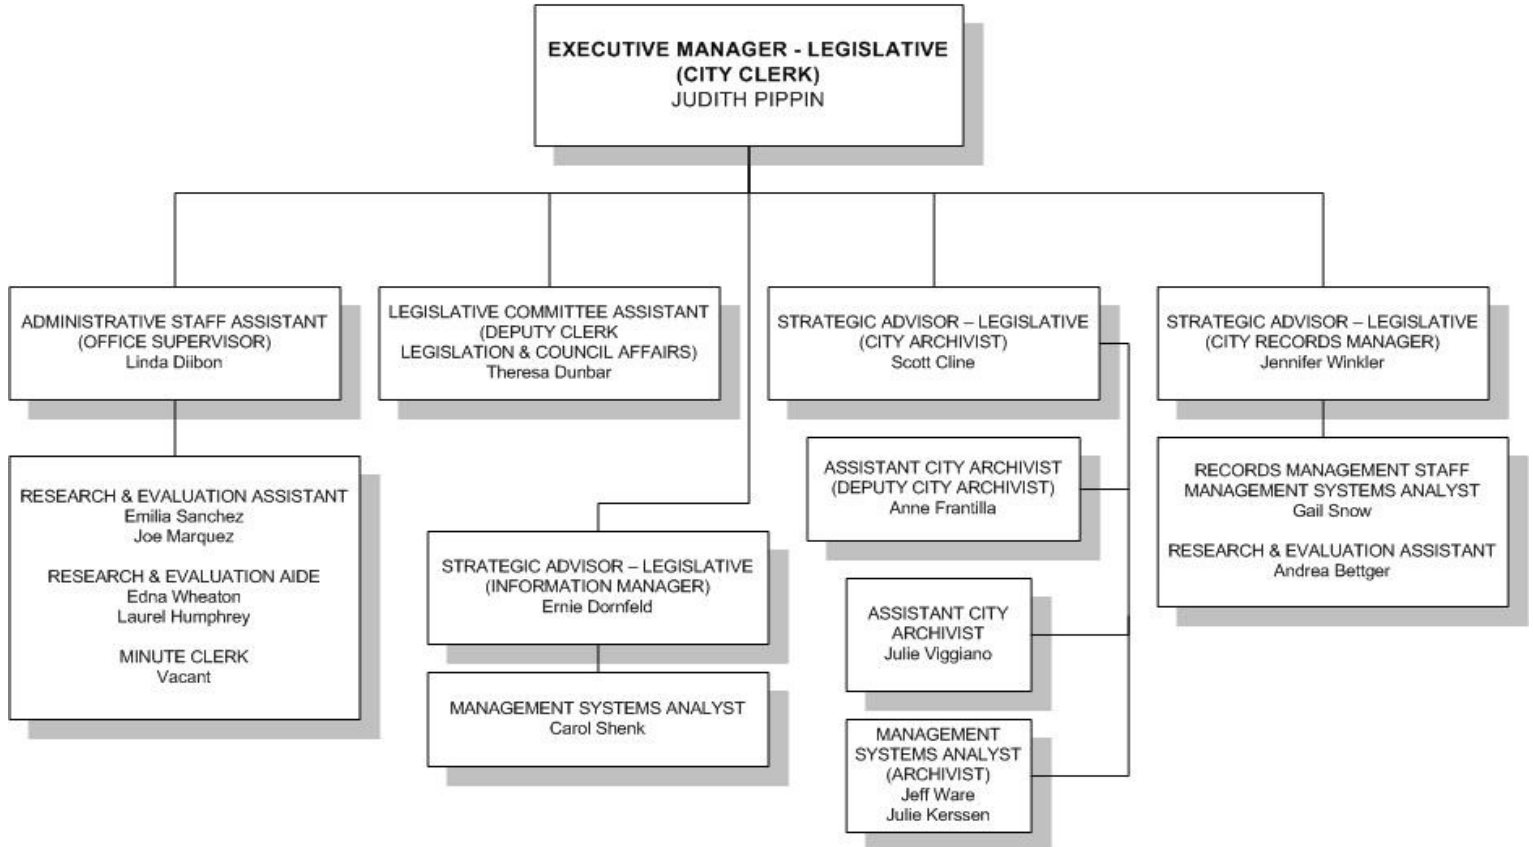 EXECUTIVE MANAGER - LEGISLATIVE
(CITY CLERK)
JUDITH PIPPIN
ADMINISTRATIVE STAFF ASSISTANT
(OFFICE SUPERVISOR)
Linda Diibon
LEGISLATIVE COMMITTEE ASSISTANT
(DEPUTY CLERK
LEGISLATION & COUNCIL AFFAIRS)
Theresa Dunbar
STRATEGIC ADVISOR – LEGISLATIVE
(CITY ARCHIVIST)
Scott Cline
STRATEGIC ADVISOR – LEGISLATIVE
(CITY RECORDS MANAGER)
Jennifer Winkler
RESEARCH & EVALUATION ASSISTANT
Emilia Sanchez
Joe Marquez
RESEARCH & EVALUATION AIDE
Edna Wheaton
Laurel Humphrey
MINUTE CLERK
Vacant
STRATEGIC ADVISOR – LEGISLATIVE
(INFORMATION MANAGER)
Ernie Dornfeld
MANAGEMENT SYSTEMS ANALYST
Carol Shenk
ASSISTANT CITY ARCHIVIST
(DEPUTY CITY ARCHIVIST)
Anne Frantilla
ASSISTANT CITY
ARCHIVIST
Julie Viggiano
MANAGEMENT
SYSTEMS ANALYST
(ARCHIVIST)
Jeff Ware
Julie Kerssen
RECORDS MANAGEMENT STAFF
MANAGEMENT SYSTEMS ANALYST
Gail Snow
RESEARCH & EVALUATION ASSISTANT
Andrea Bettger